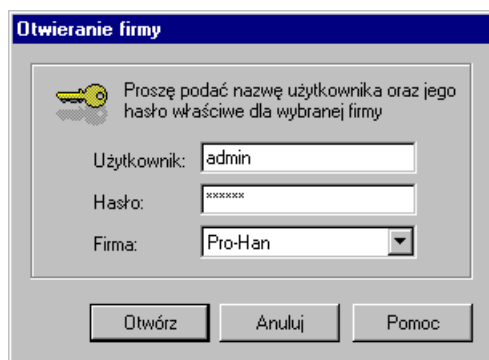 Otwieranie firmy
Proszę podać nazwę użytkownika oraz jego
hasło właściwe dla wybranej firmy
Użytkownik: admin
Hasło: ******
Firma: Pro-Han
Otwórz Anuluj Pomoc